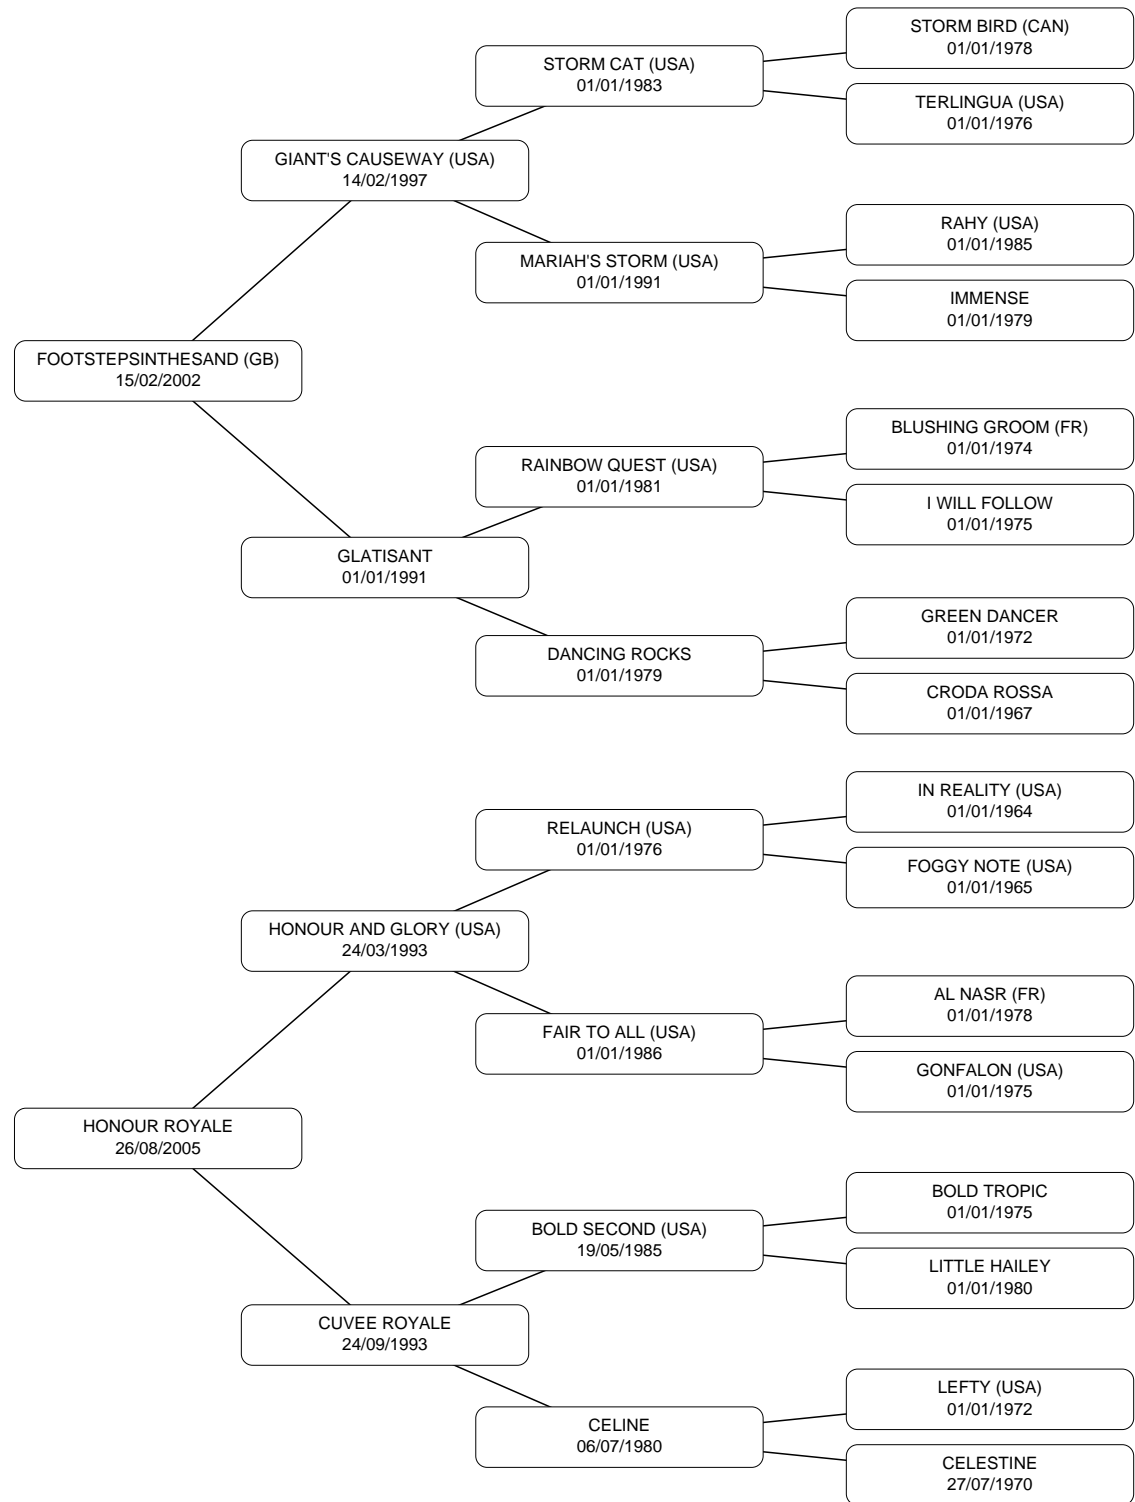 STORM BIRD (CAN)
01/01/1978
STORM CAT (USA)
01/01/1983
TERLINGUA (USA)
01/01/1976
GIANT'S CAUSEWAY (USA)
14/02/1997
RAHY (USA)
01/01/1985
MARIAH'S STORM (USA)
01/01/1991
IMMENSE
01/01/1979
FOOTSTEPSINTHESAND (GB)
15/02/2002
BLUSHING GROOM (FR)
01/01/1974
RAINBOW QUEST (USA)
01/01/1981
I WILL FOLLOW
01/01/1975
GLATISANT
01/01/1991
GREEN DANCER
01/01/1972
DANCING ROCKS
01/01/1979
CRODA ROSSA
01/01/1967
IN REALITY (USA)
01/01/1964
RELAUNCH (USA)
01/01/1976
FOGGY NOTE (USA)
01/01/1965
HONOUR AND GLORY (USA)
24/03/1993
AL NASR (FR)
01/01/1978
FAIR TO ALL (USA)
01/01/1986
GONFALON (USA)
01/01/1975
HONOUR ROYALE
26/08/2005
BOLD TROPIC
01/01/1975
BOLD SECOND (USA)
19/05/1985
LITTLE HAILEY
01/01/1980
CUVEE ROYALE
24/09/1993
LEFTY (USA)
01/01/1972
CELINE
06/07/1980
CELESTINE
27/07/1970